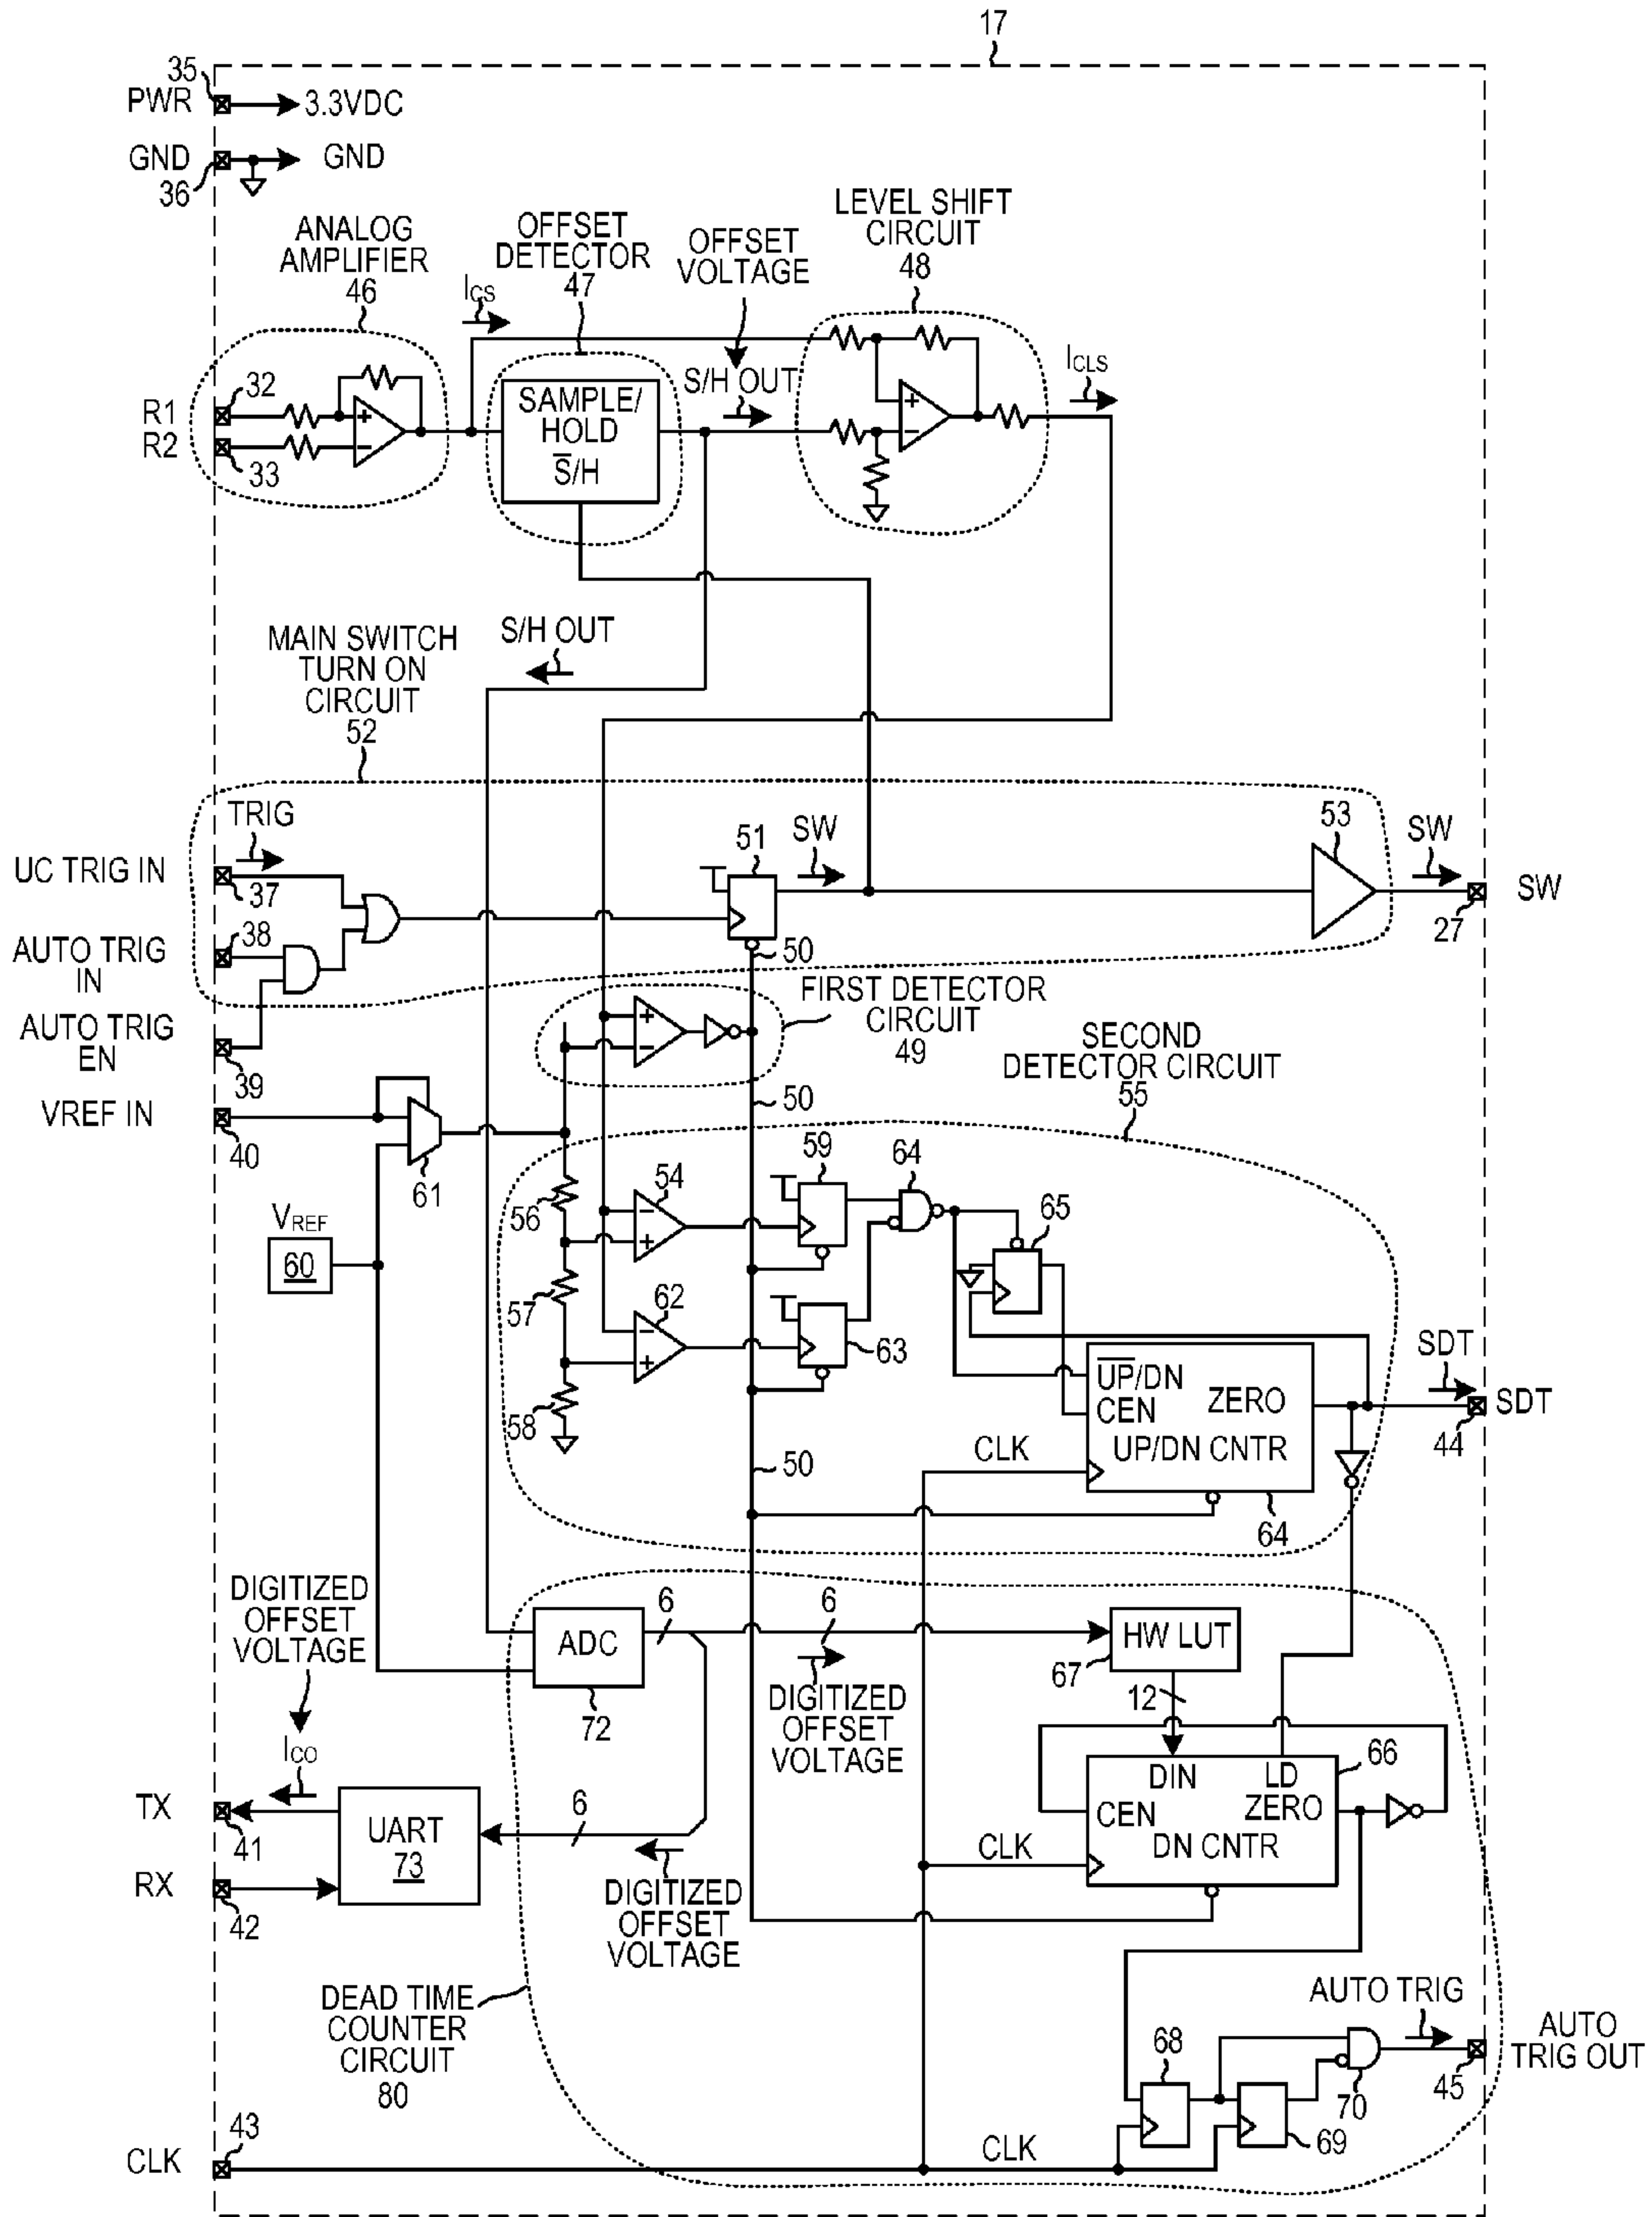 17
35
PWR
3.3VDC
GND
GND
36
ANALOG
AMPLIFIER
46
OFFSET
DETECTOR
47
OFFSET
VOLTAGE
LEVEL SHIFT
CIRCUIT
48
ICS
S/H OUT
ICLS
R1
32
R2
33
SAMPLE/
HOLD
S̅/H
S/H OUT
MAIN SWITCH
TURN ON
CIRCUIT
52
TRIG
UC TRIG IN
37
51
SW
53
SW
SW
27
38
AUTO TRIG
IN
50
AUTO TRIG
EN
39
FIRST DETECTOR
CIRCUIT
49
SECOND
DETECTOR CIRCUIT
55
VREF IN
40
61
50
56
54
59
64
65
VREF
60
57
62
63
58
U̅P̅/DN
CEN
ZERO
UP/DN CNTR
64
SDT
SDT
44
CLK
50
DIGITIZED
OFFSET
VOLTAGE
ICO
ADC
72
6
6
DIGITIZED
OFFSET
VOLTAGE
HW LUT
67
12
DIN
LD
CEN
ZERO
DN CNTR
66
CLK
TX
41
RX
42
UART
73
6
DIGITIZED
OFFSET
VOLTAGE
DEAD TIME
COUNTER
CIRCUIT
80
AUTO TRIG
AUTO
TRIG OUT
45
68
69
70
CLK
43
CLK